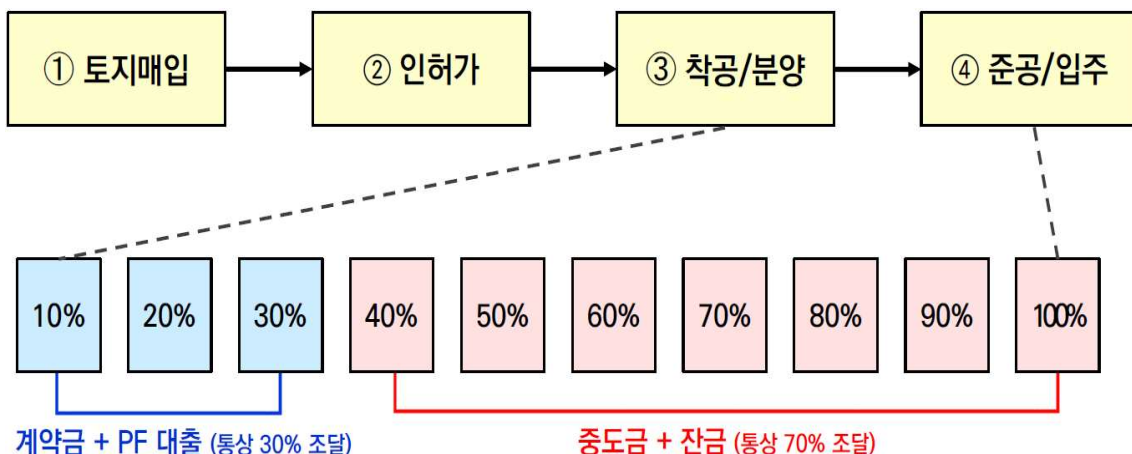 ① 토지매입 ② 인허가 ③ 착공/분양 ④ 준공/입주
10% 20% 30% 40% 50% 60% 70% 80% 90% 100%
계약금 + PF 대출 (통상 30% 조달) 중도금 + 잔금 (통상 70% 조달)